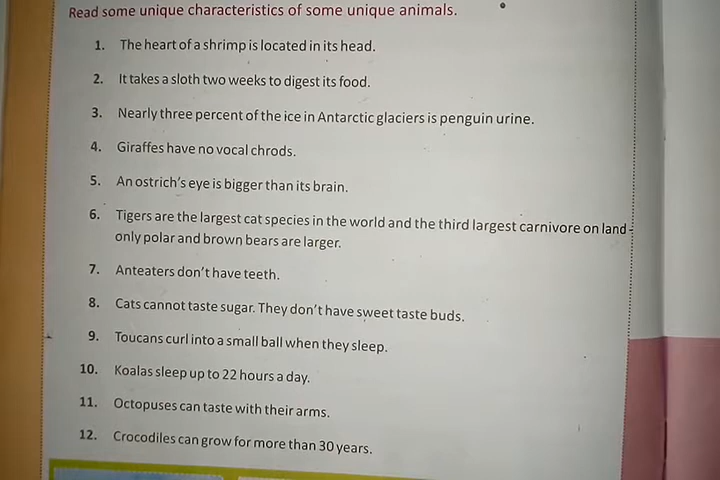 Read some unique characteristics of some unique animals.
1. The heart of a shrimp is located in its head.
2. It takes a sloth two weeks to digest its food.
3. Nearly three percent of the ice in Antarctic glaciers is penguin urine.
4. Giraffes have no vocal chrods.
5. An ostrich's eye is bigger than its brain.
6. Tigers are the largest cat species in the world and the third largest carnivore on land -
only polar and brown bears are larger.
7. Anteaters don't have teeth.
8. Cats cannot taste sugar. They don't have sweet taste buds.
9. Toucans curl into a small ball when they sleep.
10. Koalas sleep up to 22 hours a day.
11. Octopuses can taste with their arms.
12. Crocodiles can grow for more than 30 years.